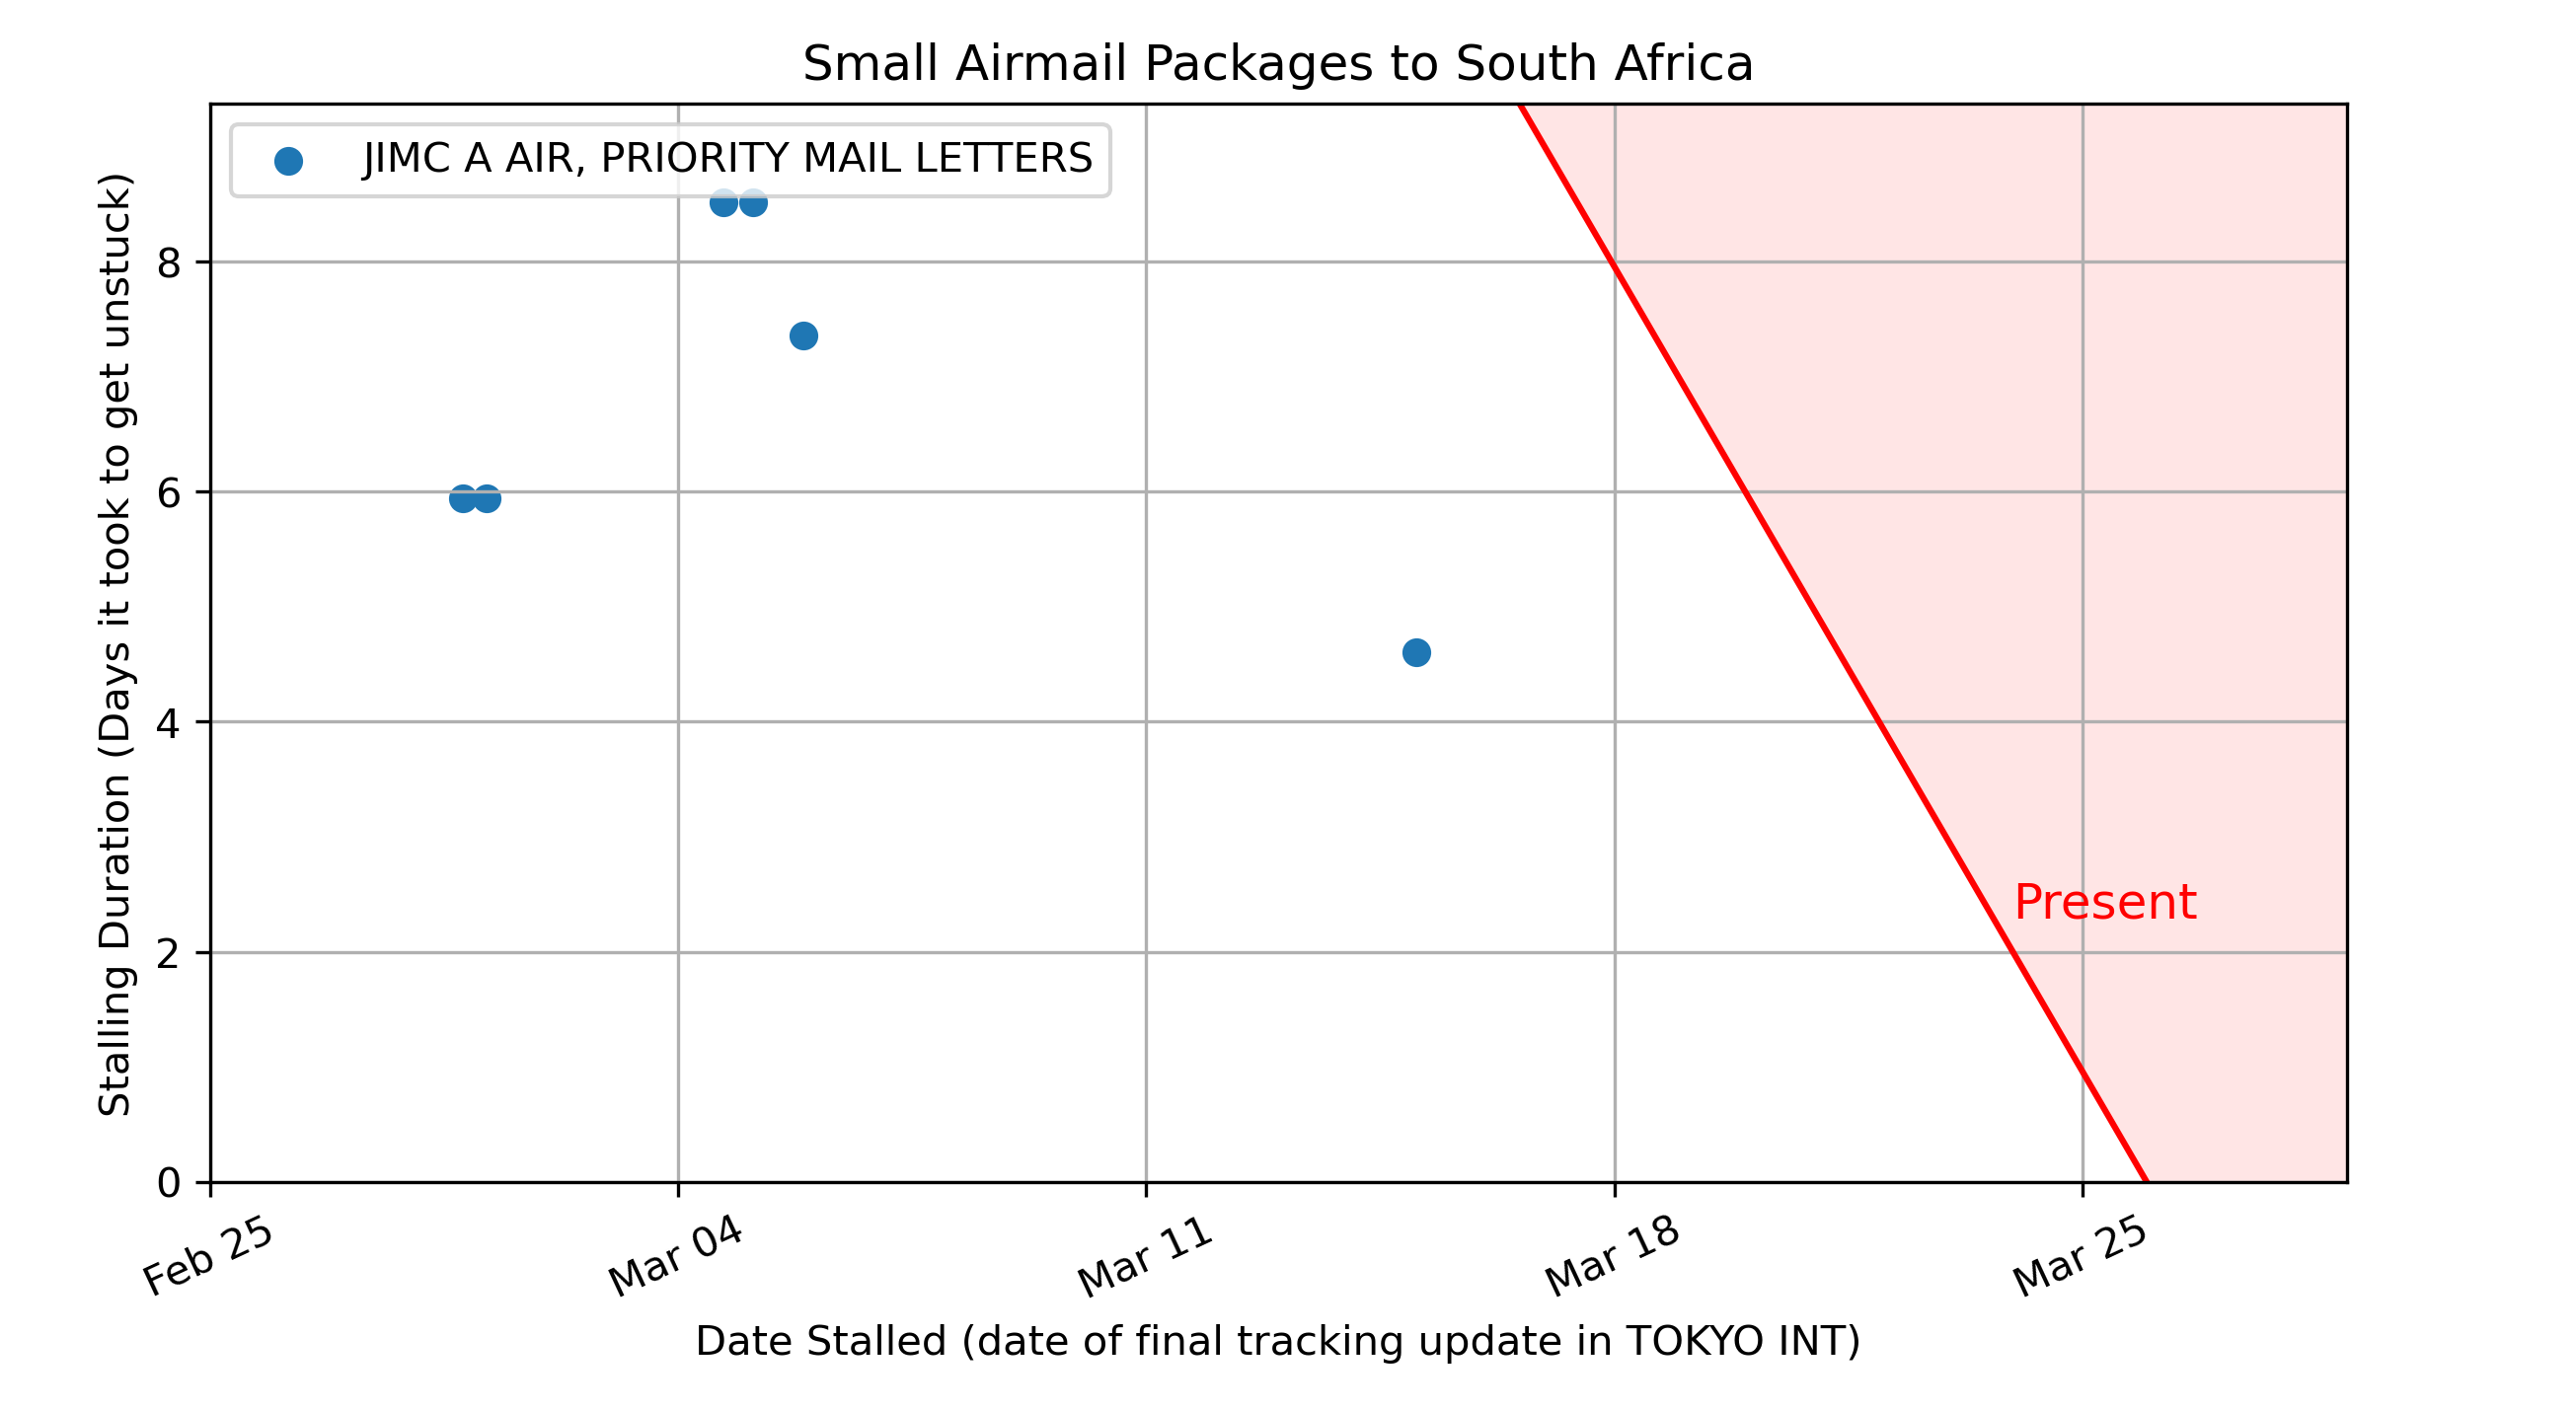 Small Airmail Packages to South Africa
JIMC A AIR, PRIORITY MAIL LETTERS
Stalling Duration (Days it took to get unstuck)
8
6
4
2
0
Present
Feb 25
Mar 04
Mar 11
Mar 18
Mar 25
Date Stalled (date of final tracking update in TOKYO INT)